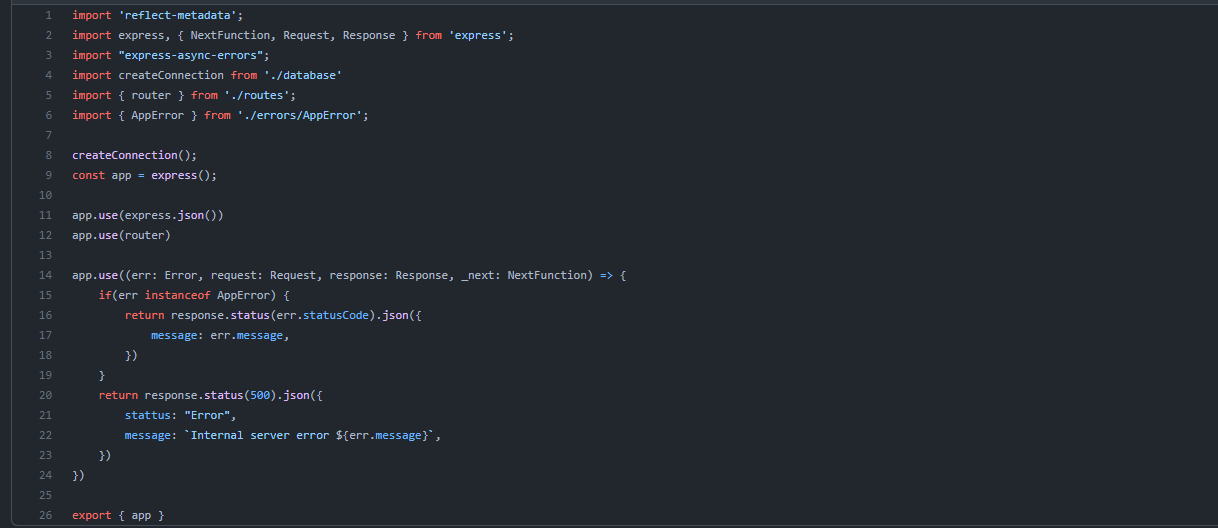 1 import 'reflect-metadata';
2 import express, { NextFunction, Request, Response } from 'express';
3 import "express-async-errors";
4 import createConnection from './database'
5 import { router } from './routes';
6 import { AppError } from './errors/AppError';
7
8 createConnection();
9 const app = express();
10
11 app.use(express.json())
12 app.use(router)
13
14 app.use((err: Error, request: Request, response: Response, _next: NextFunction) => {
15     if(err instanceof AppError) {
16         return response.status(err.statusCode).json({
17             message: err.message,
18         })
19     }
20     return response.status(500).json({
21         stattus: "Error",
22         message: `Internal server error ${err.message}`,
23     })
24 })
25
26 export { app }